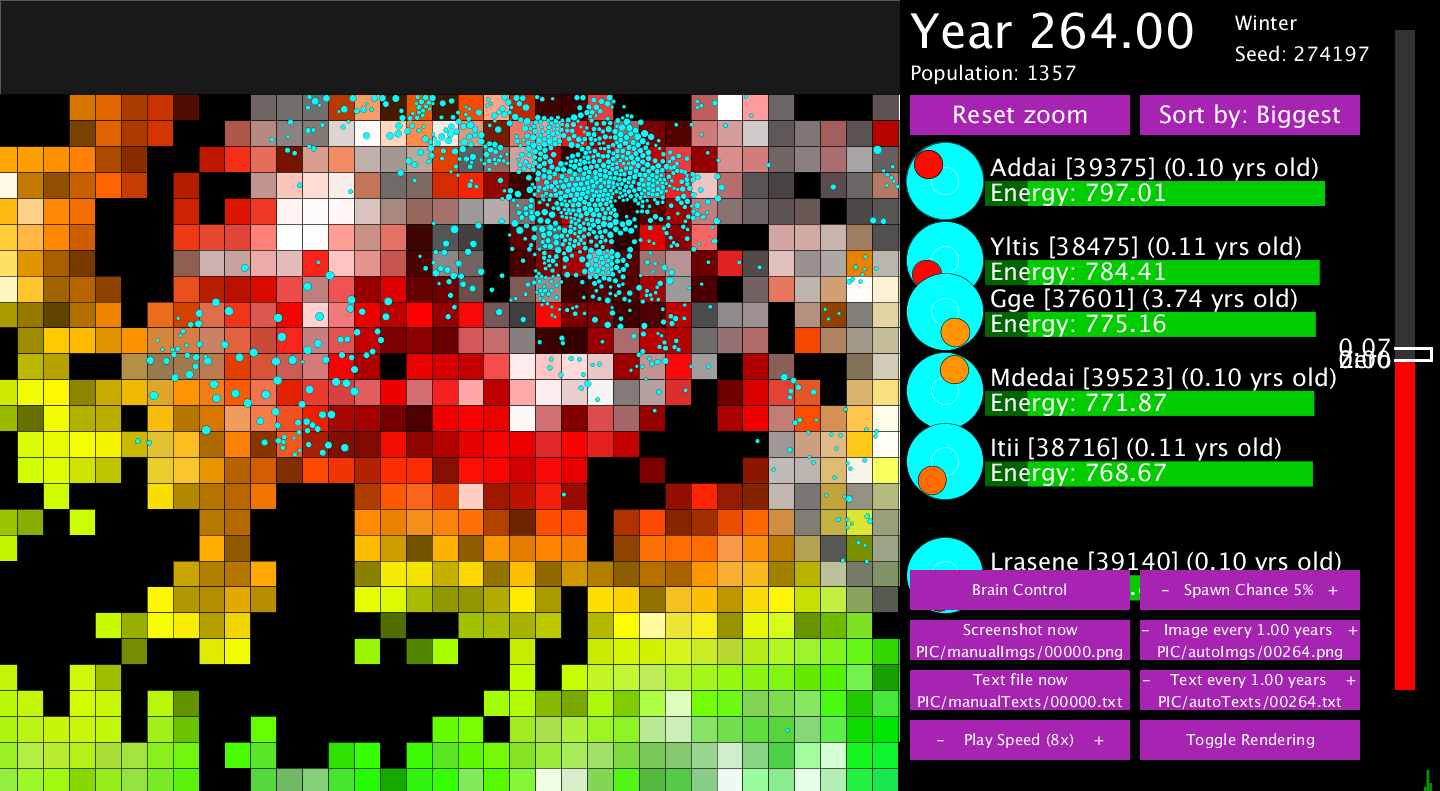 Year 264.00
Winter
Seed: 274197
Population: 1357
Reset zoom
Sort by: Biggest
Addai [39375] (0.10 yrs old)
Energy: 797.01
Yltis [38475] (0.11 yrs old)
Energy: 784.41
Gge [37601] (3.74 yrs old)
Energy: 775.16
0.07
Mdedai [39523] (0.10 yrs old)
Energy: 771.87
Itii [38716] (0.11 yrs old)
Energy: 768.67
Lrasene [39140] (0.10 yrs old)
Brain Control
- Spawn Chance 5% +
Screenshot now
PIC/manualImgs/00000.png
- Image every 1.00 years +
PIC/autoImgs/00264.png
Text file now
PIC/manualTexts/00000.txt
- Text every 1.00 years +
PIC/autoTexts/00264.txt
- Play Speed (8x) +
Toggle Rendering